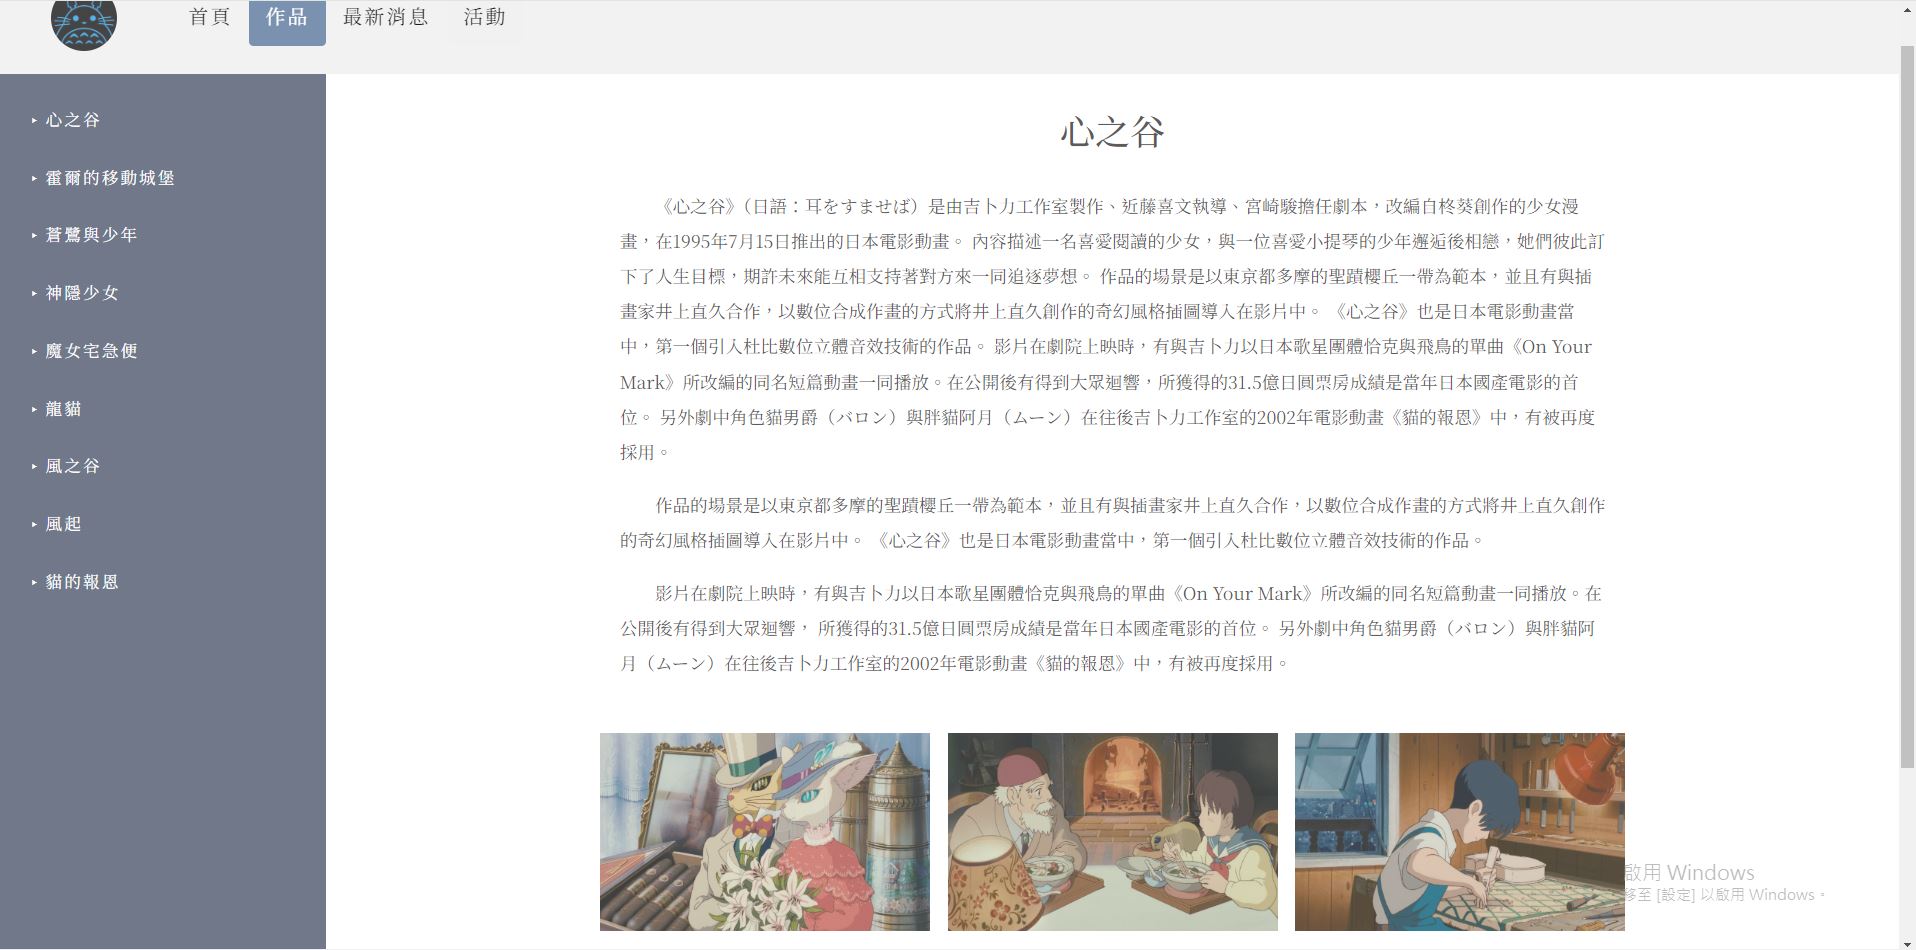 首頁 作品 最新消息 活動
‣ 心之谷
‣ 霍爾的移動城堡
‣ 蒼鷺與少年
‣ 神隱少女
‣ 魔女宅急便
‣ 龍貓
‣ 風之谷
‣ 風起
‣ 貓的報恩
心之谷
《心之谷》（日語：耳をすませば）是由吉卜力工作室製作、近藤喜文執導、宮崎駿擔任劇本，改編自柊葵創作的少女漫
畫，在1995年7月15日推出的日本電影動畫。 內容描述一名喜愛閱讀的少女，與一位喜愛小提琴的少年邂逅後相戀，她們彼此訂
下了人生目標，期許未來能互相支持著對方來一同追逐夢想。 作品的場景是以東京都多摩的聖蹟櫻丘一帶為範本，並且有與插
畫家井上直久合作，以數位合成作畫的方式將井上直久創作的奇幻風格插圖導入在影片中。 《心之谷》也是日本電影動畫當
中，第一個引入杜比數位立體音效技術的作品。 影片在劇院上映時，有與吉卜力以日本歌星團體恰克與飛鳥的單曲《On Your
Mark》所改編的同名短篇動畫一同播放。在公開後有得到大眾迴響，所獲得的31.5億日圓票房成績是當年日本國產電影的首
位。 另外劇中角色貓男爵（バロン）與胖貓阿月（ムーン）在往後吉卜力工作室的2002年電影動畫《貓的報恩》中，有被再度
採用。
作品的場景是以東京都多摩的聖蹟櫻丘一帶為範本，並且有與插畫家井上直久合作，以數位合成作畫的方式將井上直久創作
的奇幻風格插圖導入在影片中。 《心之谷》也是日本電影動畫當中，第一個引入杜比數位立體音效技術的作品。
影片在劇院上映時，有與吉卜力以日本歌星團體恰克與飛鳥的單曲《On Your Mark》所改編的同名短篇動畫一同播放。在
公開後有得到大眾迴響， 所獲得的31.5億日圓票房成績是當年日本國產電影的首位。 另外劇中角色貓男爵（バロン）與胖貓阿
月（ムーン）在往後吉卜力工作室的2002年電影動畫《貓的報恩》中，有被再度採用。
啟用 Windows
移至 [設定] 以啟用 Windows。